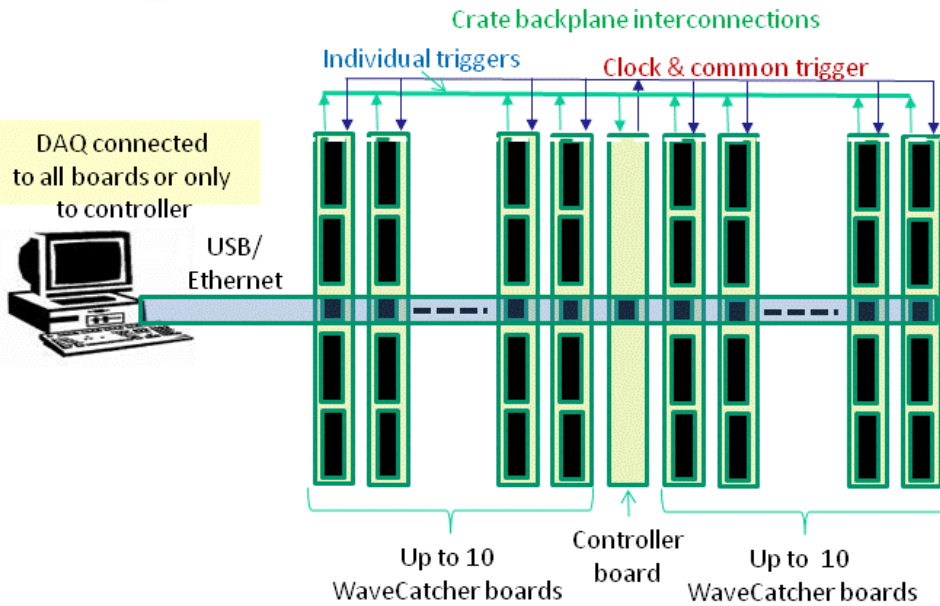 Crate backplane interconnections
Individual triggers
Clock & common trigger
DAQ connected
to all boards or only
to controller
USB/
Ethernet
Up to 10
WaveCatcher boards
Controller
board
Up to 10
WaveCatcher boards